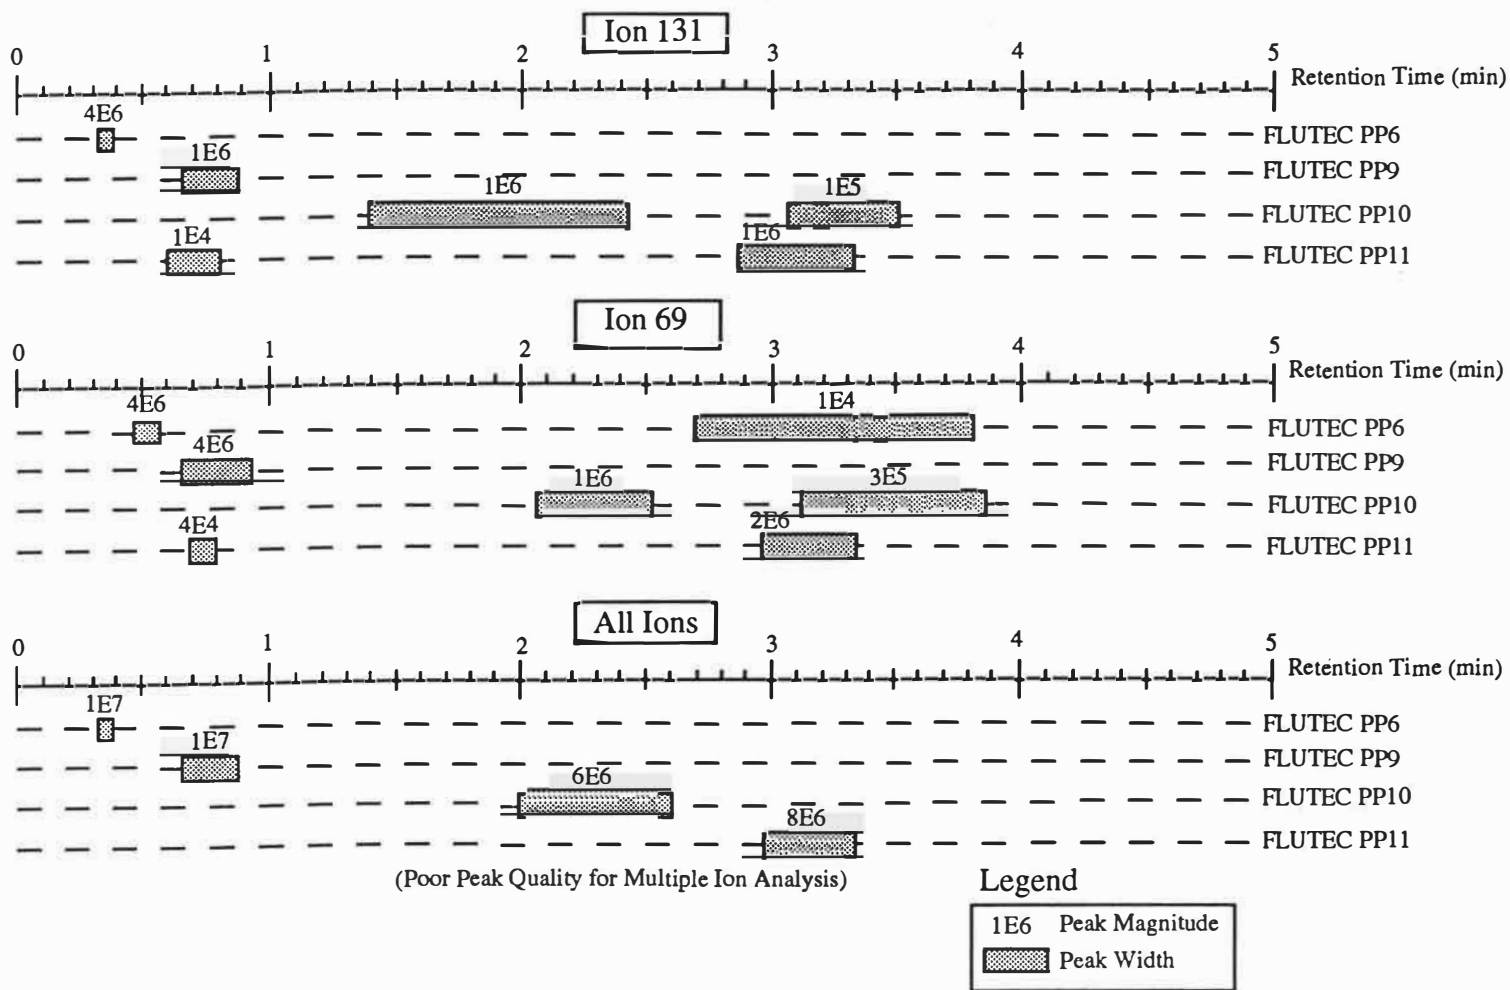 Ion 131
0 1 2 3 4 5 Retention Time (min)
4E6 FLUTEC PP6
1E6 FLUTEC PP9
1E6 1E5 FLUTEC PP10
1E4 1E6 FLUTEC PP11
Ion 69
0 1 2 3 4 5 Retention Time (min)
4E6 1E4 FLUTEC PP6
4E6 FLUTEC PP9
1E6 3E5 FLUTEC PP10
4E4 2E6 FLUTEC PP11
All Ions
0 1 2 3 4 5 Retention Time (min)
1E7 FLUTEC PP6
1E7 FLUTEC PP9
6E6 FLUTEC PP10
8E6 FLUTEC PP11
(Poor Peak Quality for Multiple Ion Analysis)
Legend
1E6 Peak Magnitude
Peak Width